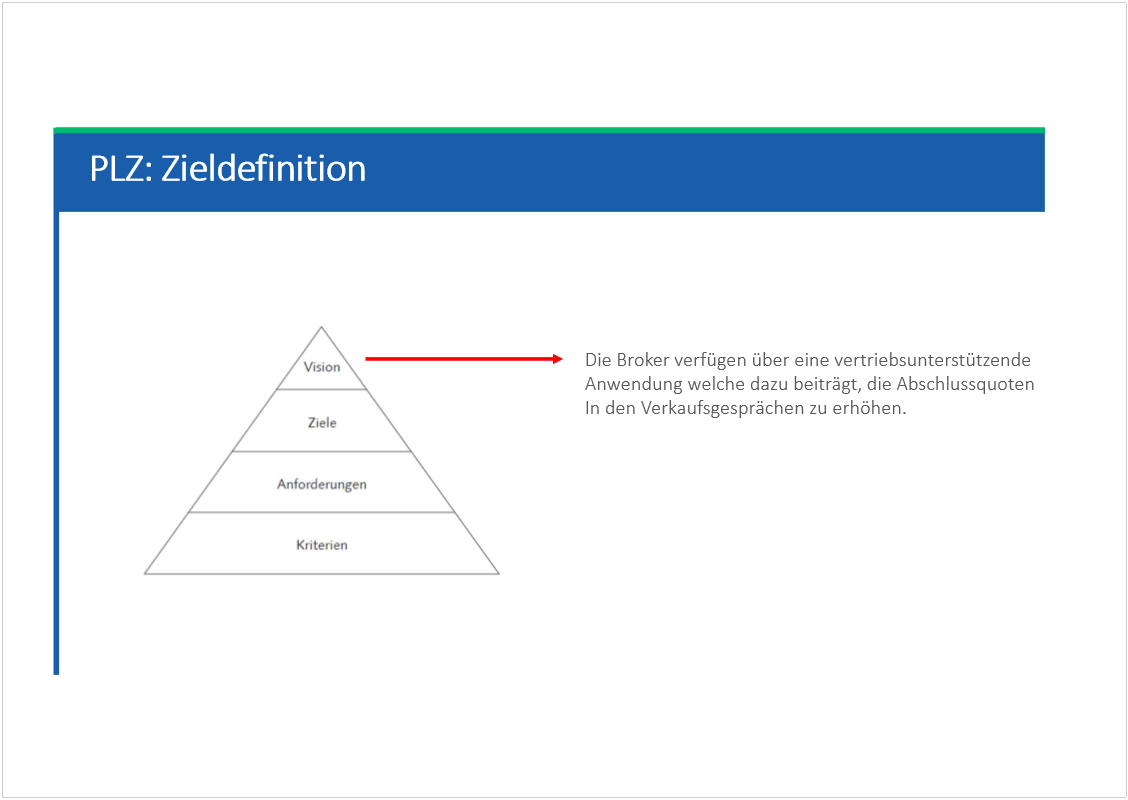 PLZ: Zieldefinition
Vision
Die Broker verfügen über eine vertriebsunterstützende
Anwendung welche dazu beiträgt, die Abschlussquoten
In den Verkaufsgesprächen zu erhöhen.
Ziele
Anforderungen
Kriterien